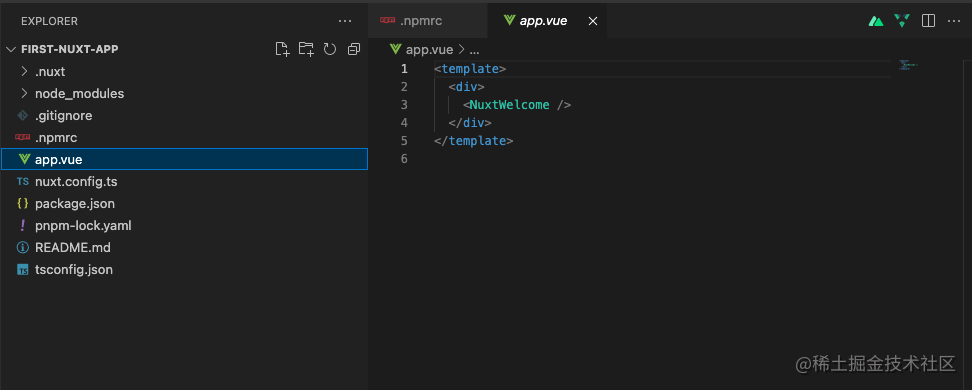 EXPLORER
FIRST-NUXT-APP
.nuxt
node_modules
.gitignore
.npmrc
app.vue
TS nuxt.config.ts
{} package.json
! pnpm-lock.yaml
README.md
TS tsconfig.json
.npmrc
app.vue
app.vue > ...
1 <template>
2 <div>
3 <NuxtWelcome />
4 </div>
5 </template>
6
@稀土掘金技术社区